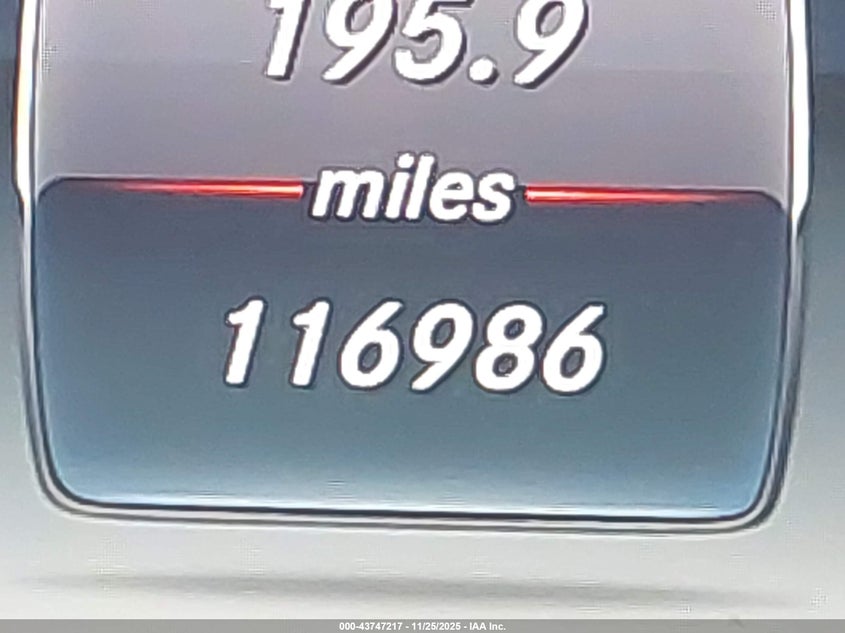 195.9
miles
116986
000-43747217 - 11/25/2025 - IAA Inc.